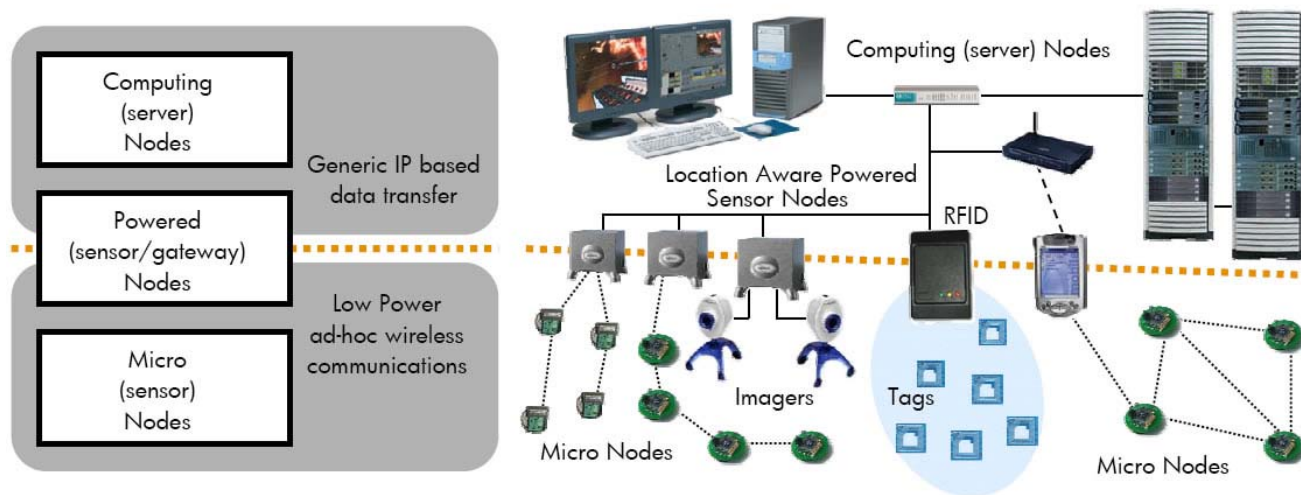 Computing
(server)
Nodes
Generic IP based
data transfer
Powered
(sensor/gateway)
Nodes
Low Power
ad-hoc wireless
communications
Micro
(sensor)
Nodes
Computing (server) Nodes
Location Aware Powered
Sensor Nodes
RFID
Imagers
Tags
Micro Nodes
Micro Nodes